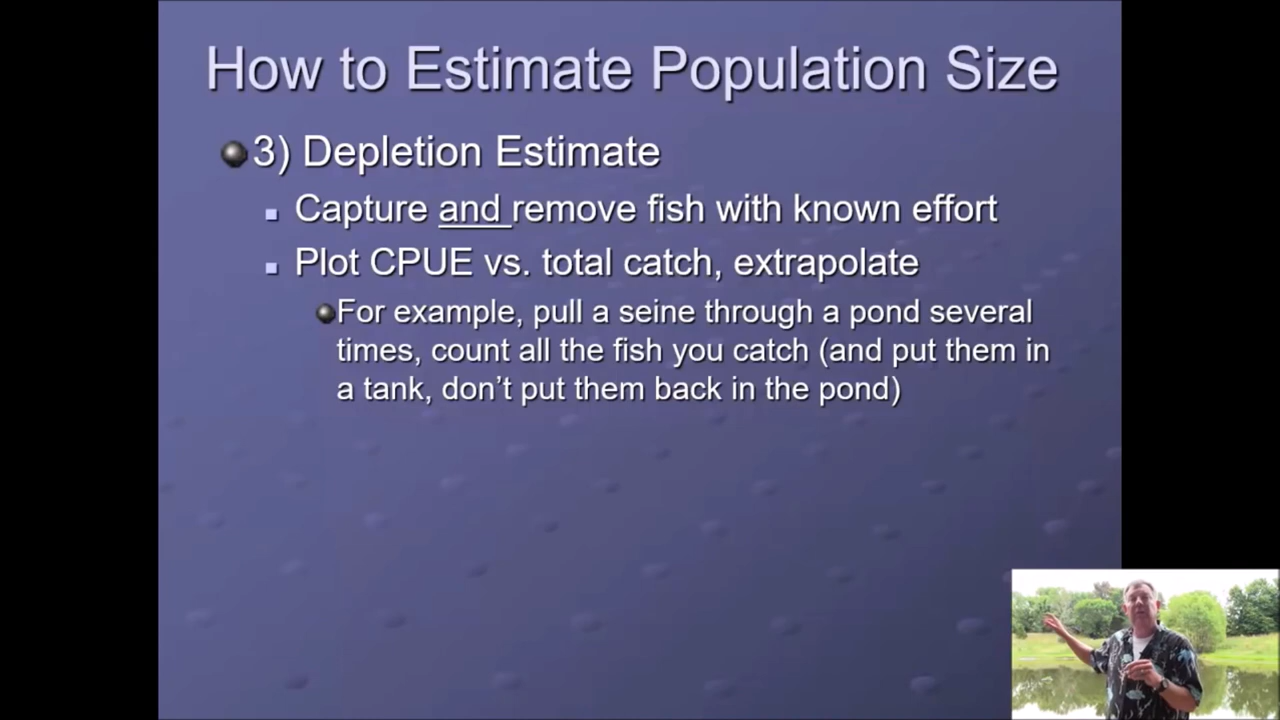 How to Estimate Population Size
3) Depletion Estimate
Capture and remove fish with known effort
Plot CPUE vs. total catch, extrapolate
For example, pull a seine through a pond several
times, count all the fish you catch (and put them in
a tank, don't put them back in the pond)